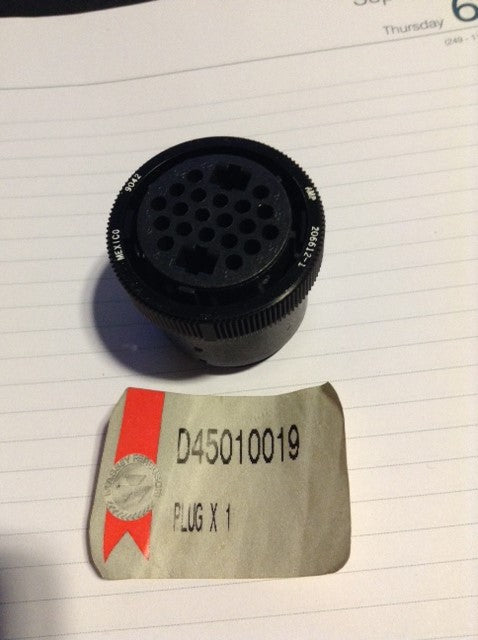 Thursday
6
9042
MEXICO
AMP
206612-1
D45010019
PLUG X 1